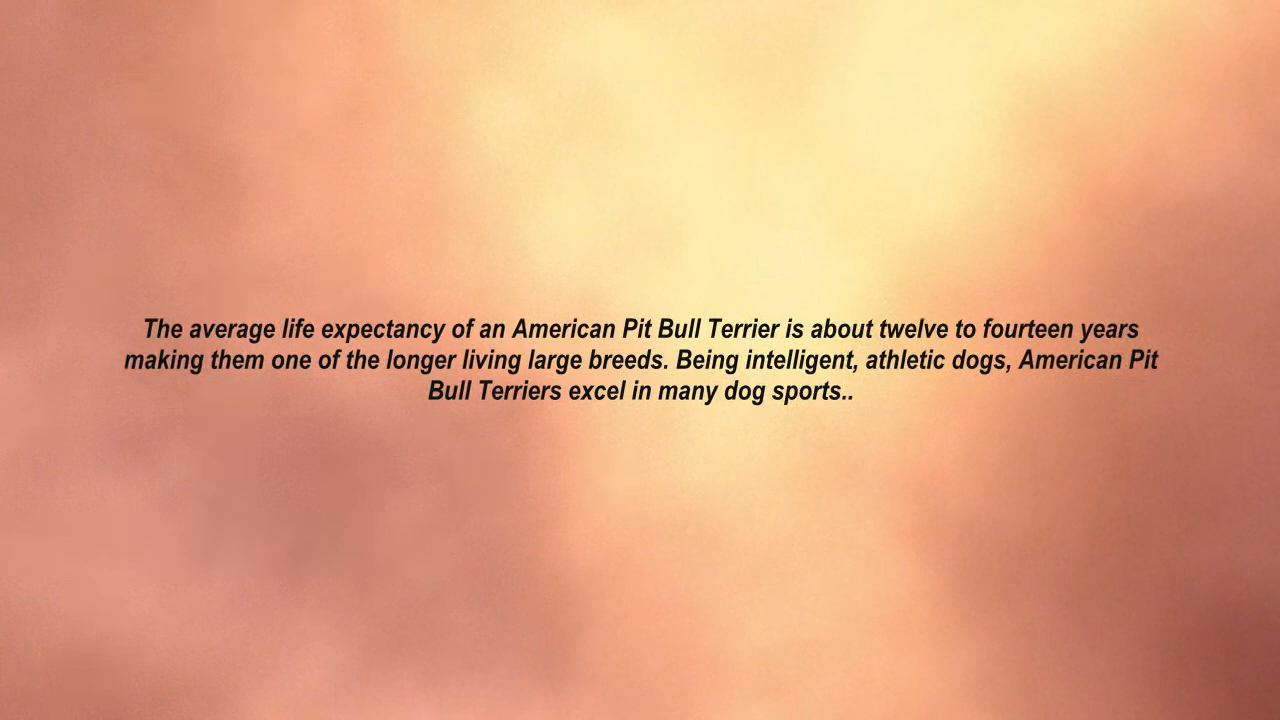 The average life expectancy of an American Pit Bull Terrier is about twelve to fourteen years
making them one of the longer living large breeds. Being intelligent, athletic dogs, American Pit
Bull Terriers excel in many dog sports..